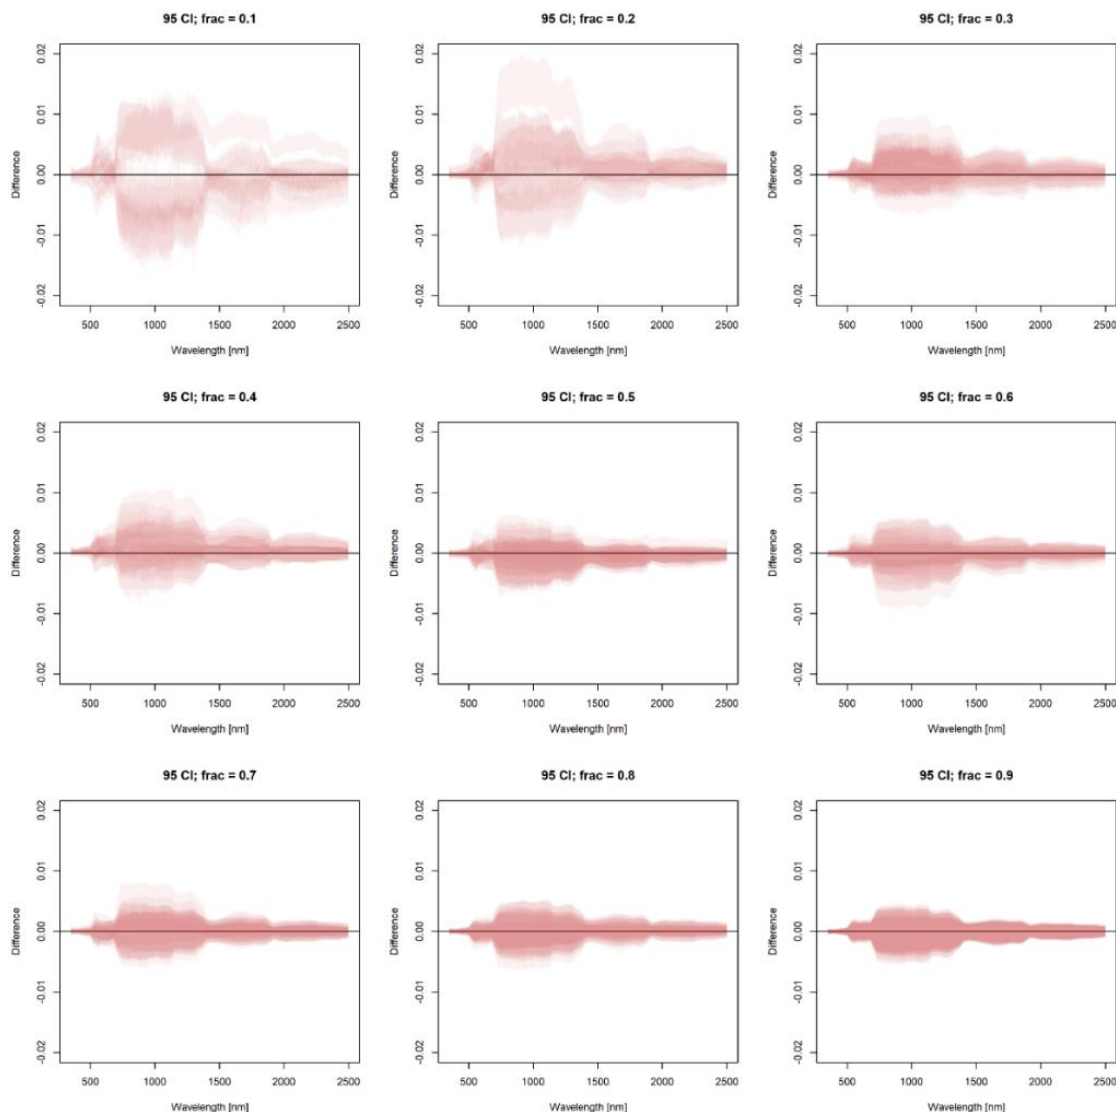 95 CI; frac = 0.1
95 CI; frac = 0.2
95 CI; frac = 0.3
Difference
0.02
0.01
0.00
-0.01
-0.02
500 1000 1500 2000 2500
Wavelength [nm]
Difference
0.02
0.01
0.00
-0.01
-0.02
500 1000 1500 2000 2500
Wavelength [nm]
Difference
0.02
0.01
0.00
-0.01
-0.02
500 1000 1500 2000 2500
Wavelength [nm]
95 CI; frac = 0.4
95 CI; frac = 0.5
95 CI; frac = 0.6
Difference
0.02
0.01
0.00
-0.01
-0.02
500 1000 1500 2000 2500
Wavelength [nm]
Difference
0.02
0.01
0.00
-0.01
-0.02
500 1000 1500 2000 2500
Wavelength [nm]
Difference
0.02
0.01
0.00
-0.01
-0.02
500 1000 1500 2000 2500
Wavelength [nm]
95 CI; frac = 0.7
95 CI; frac = 0.8
95 CI; frac = 0.9
Difference
0.02
0.01
0.00
-0.01
-0.02
500 1000 1500 2000 2500
Wavelength [nm]
Difference
0.02
0.01
0.00
-0.01
-0.02
500 1000 1500 2000 2500
Wavelength [nm]
Difference
0.02
0.01
0.00
-0.01
-0.02
500 1000 1500 2000 2500
Wavelength [nm]